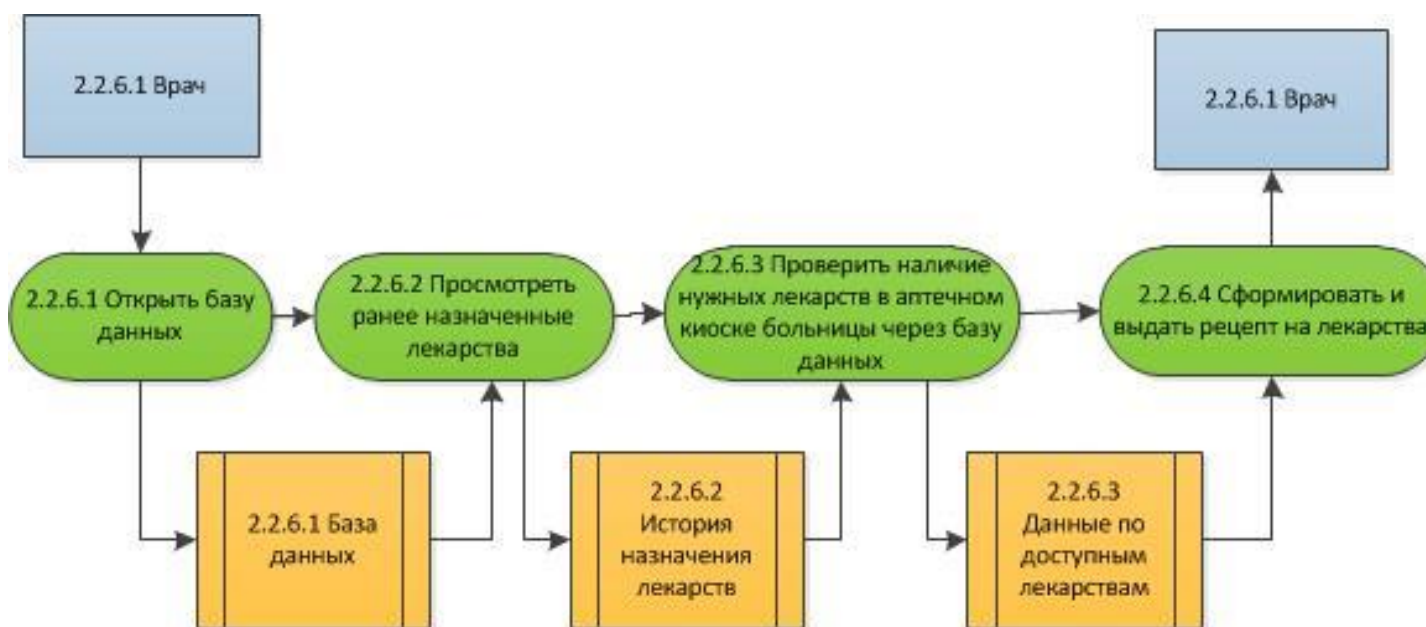 2.2.6.1 Врач
2.2.6.1 Врач
2.2.6.1 Открыть базу
данных
2.2.6.2 Просмотреть
ранее назначенные
лекарства
2.2.6.3 Проверить наличие
нужных лекарств в аптечном
киоске больницы через базу
данных
2.2.6.4 Сформировать и
выдать рецепт на лекарства
2.2.6.1 База
данных
2.2.6.2
История
назначения
лекарств
2.2.6.3
Данные по
доступным
лекарствам